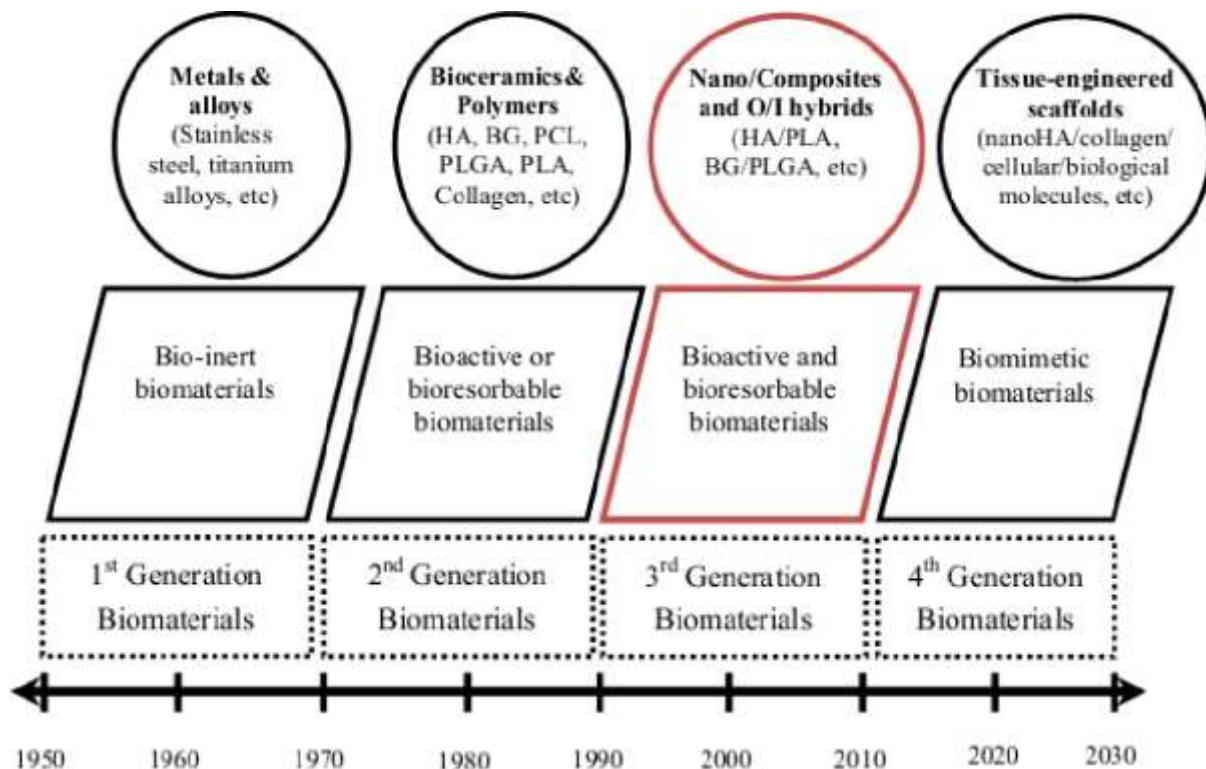 Metals &
alloys
(Stainless
steel, titanium
alloys, etc)
Bioceramics &
Polymers
(HA, BG, PCL,
PLGA, PLA,
Collagen, etc)
Nano/Composites
and O/I hybrids
(HA/PLA,
BG/PLGA, etc)
Tissue-engineered
scaffolds
(nanoHA/collagen/
cellular/biological
molecules, etc)
Bio-inert
biomaterials
Bioactive or
bioresorbable
biomaterials
Bioactive and
bioresorbable
biomaterials
Biomimetic
biomaterials
1st Generation
Biomaterials
2nd Generation
Biomaterials
3rd Generation
Biomaterials
4th Generation
Biomaterials
1950 1960 1970 1980 1990 2000 2010 2020 2030